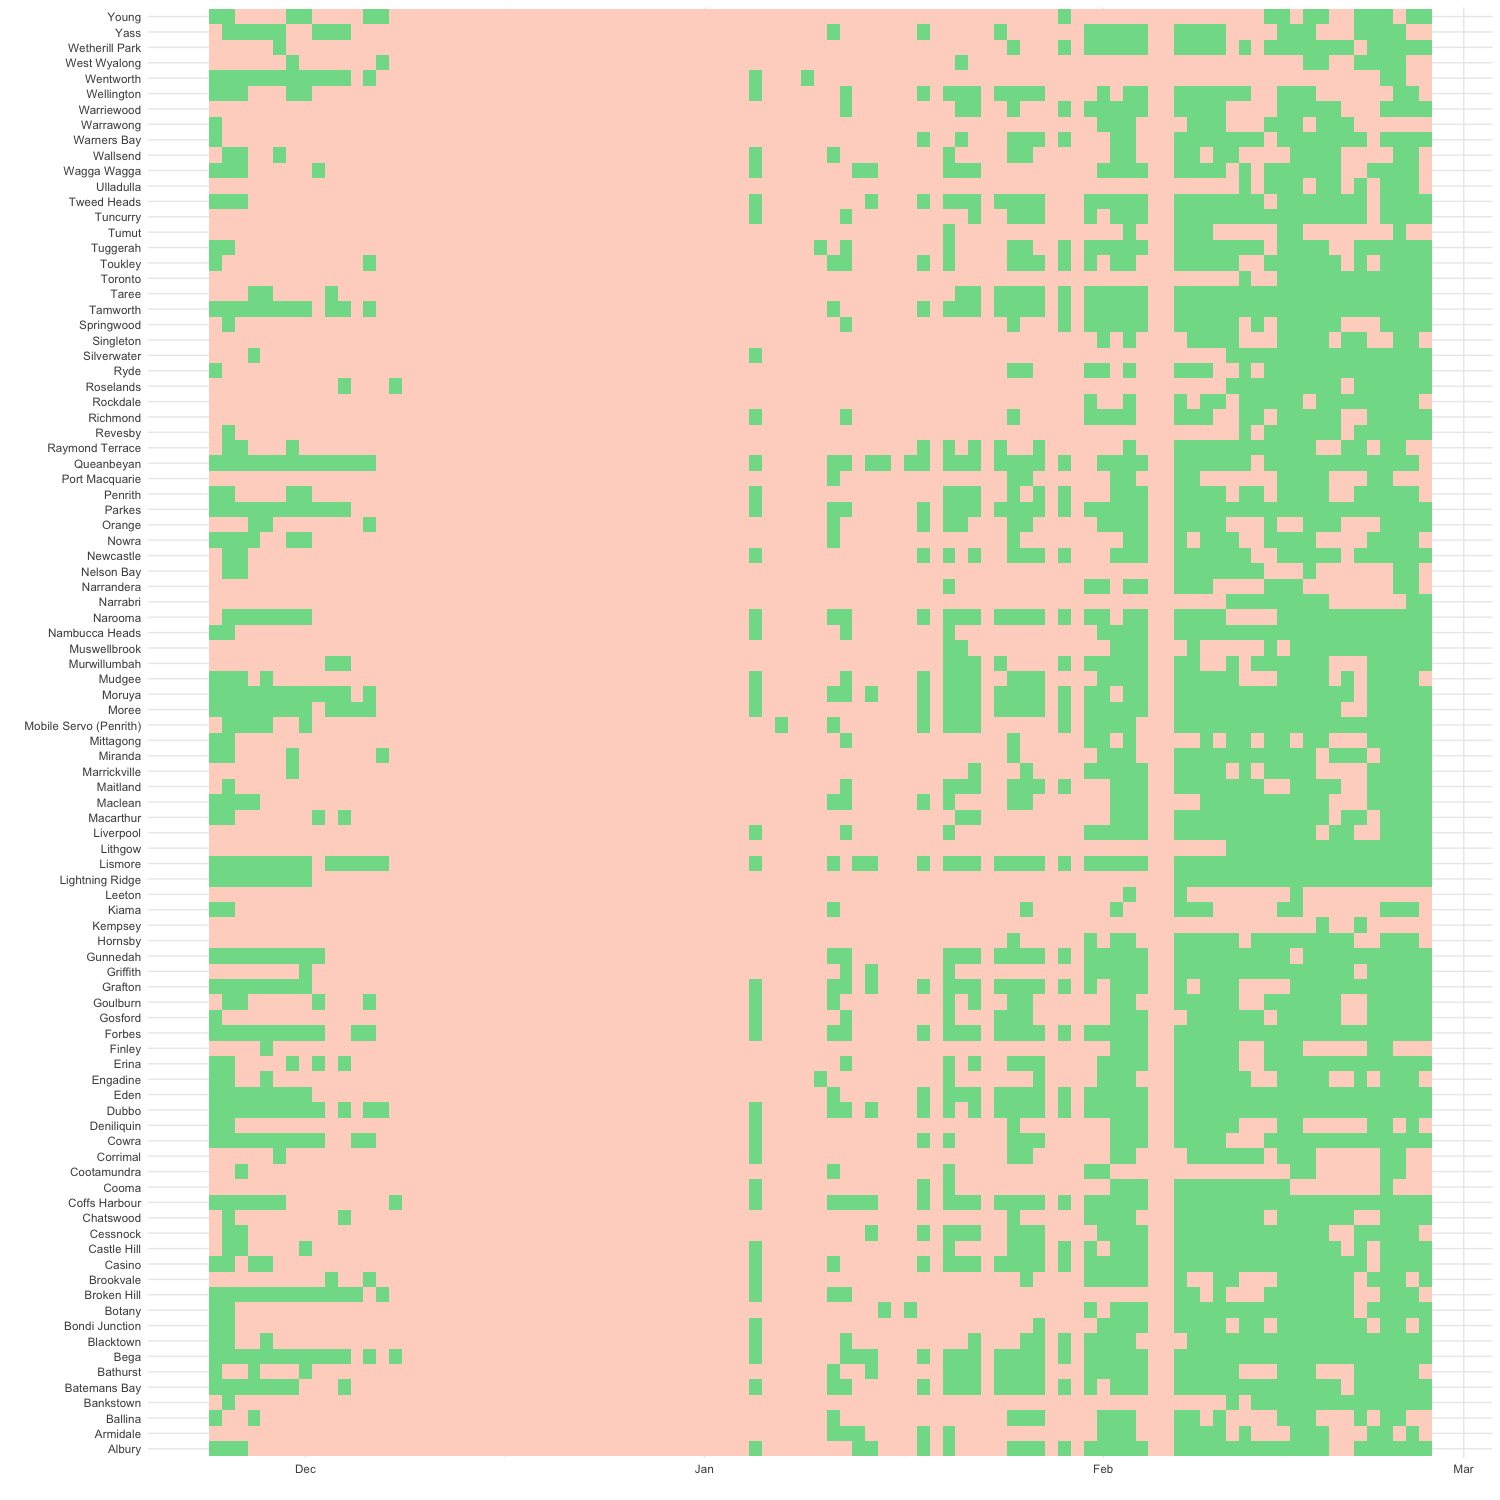 Young
Yass
Wetherill Park
West Wyalong
Wentworth
Wellington
Warriewood
Warrawong
Warners Bay
Wallsend
Wagga Wagga
Ulladulla
Tweed Heads
Tuncurry
Tumut
Tuggerah
Toukley
Toronto
Taree
Tamworth
Springwood
Singleton
Silverwater
Ryde
Roselands
Rockdale
Richmond
Revesby
Raymond Terrace
Queanbeyan
Port Macquarie
Penrith
Parkes
Orange
Nowra
Newcastle
Nelson Bay
Narrandera
Narrabri
Narooma
Nambucca Heads
Muswellbrook
Murwillumbah
Mudgee
Moruya
Moree
Mobile Servo (Penrith)
Mittagong
Miranda
Marrickville
Maitland
Maclean
Macarthur
Liverpool
Lithgow
Lismore
Lightning Ridge
Leeton
Kiama
Kempsey
Hornsby
Gunnedah
Griffith
Grafton
Goulburn
Gosford
Forbes
Finley
Erina
Engadine
Eden
Dubbo
Deniliquin
Cowra
Corrimal
Cootamundra
Cooma
Coffs Harbour
Chatswood
Cessnock
Castle Hill
Casino
Brookvale
Broken Hill
Botany
Bondi Junction
Blacktown
Bega
Bathurst
Batemans Bay
Bankstown
Ballina
Armidale
Albury
Dec Jan Feb Mar